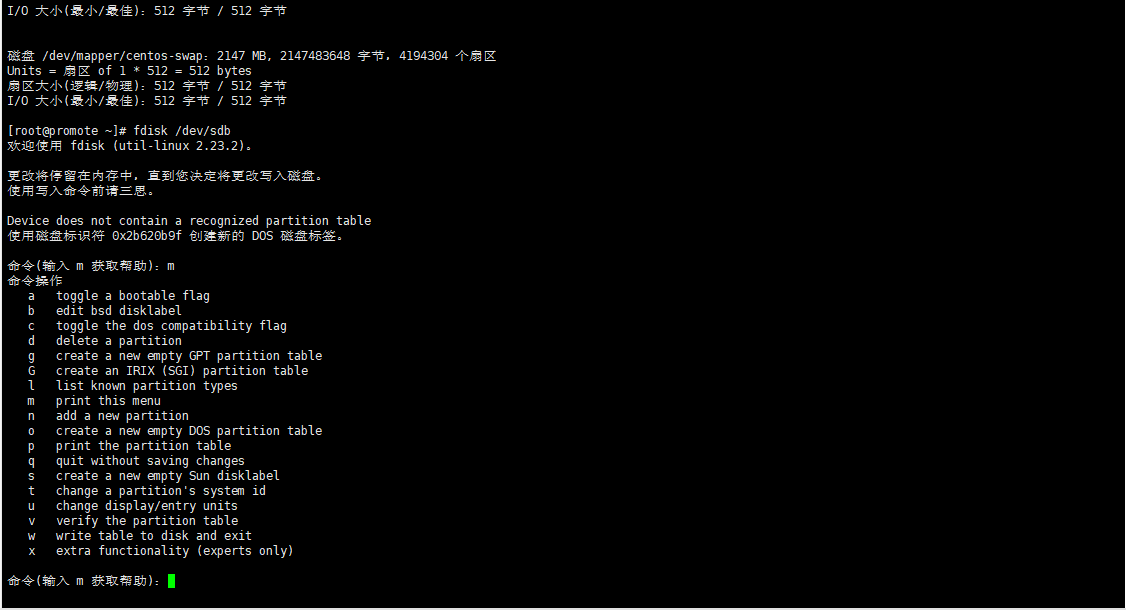 I/O 大小(最小/最佳)：512 字节 / 512 字节
磁盘 /dev/mapper/centos-swap：2147 MB, 2147483648 字节，4194304 个扇区
Units = 扇区 of 1 * 512 = 512 bytes
扇区大小(逻辑/物理)：512 字节 / 512 字节
I/O 大小(最小/最佳)：512 字节 / 512 字节
[root@promote ~]# fdisk /dev/sdb
欢迎使用 fdisk (util-linux 2.23.2)。
更改将停留在内存中，直到您决定将更改写入磁盘。
使用写入命令前请三思。
Device does not contain a recognized partition table
使用磁盘标识符 0x2b620b9f 创建新的 DOS 磁盘标签。
命令(输入 m 获取帮助)：m
命令操作
a toggle a bootable flag
b edit bsd disklabel
c toggle the dos compatibility flag
d delete a partition
g create a new empty GPT partition table
G create an IRIX (SGI) partition table
l list known partition types
m print this menu
n add a new partition
o create a new empty DOS partition table
p print the partition table
q quit without saving changes
s create a new empty Sun disklabel
t change a partition's system id
u change display/entry units
v verify the partition table
w write table to disk and exit
x extra functionality (experts only)
命令(输入 m 获取帮助)：